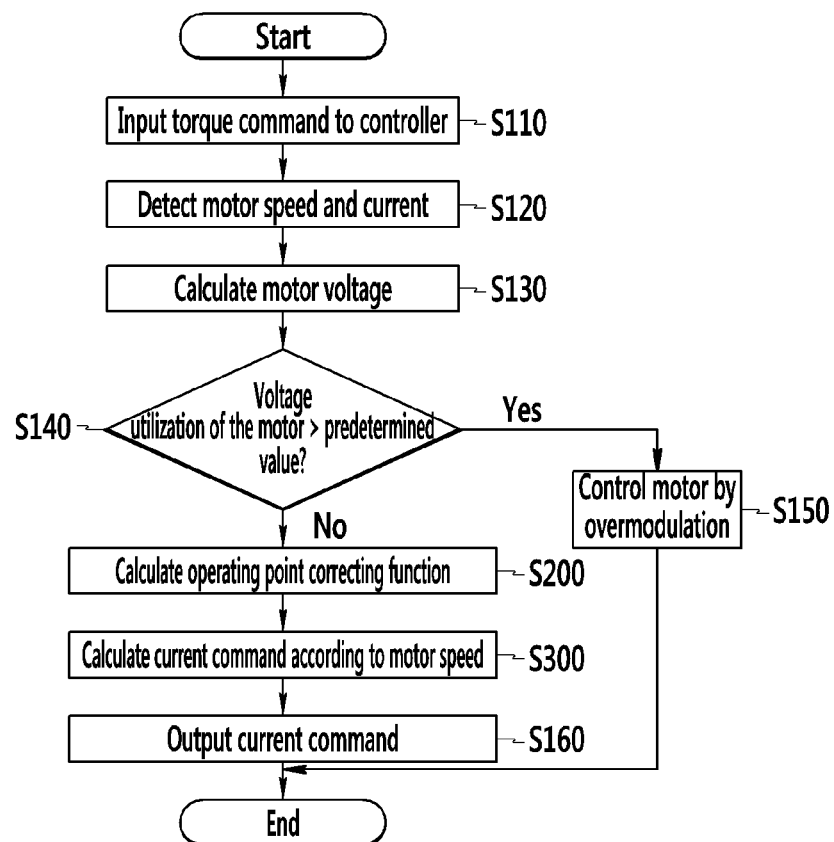 Start
Input torque command to controller
S110
Detect motor speed and current
S120
Calculate motor voltage
S130
Voltage
utilization of the motor > predetermined
value?
S140
Yes
Control motor by
overmodulation
S150
No
Calculate operating point correcting function
S200
Calculate current command according to motor speed
S300
Output current command
S160
End